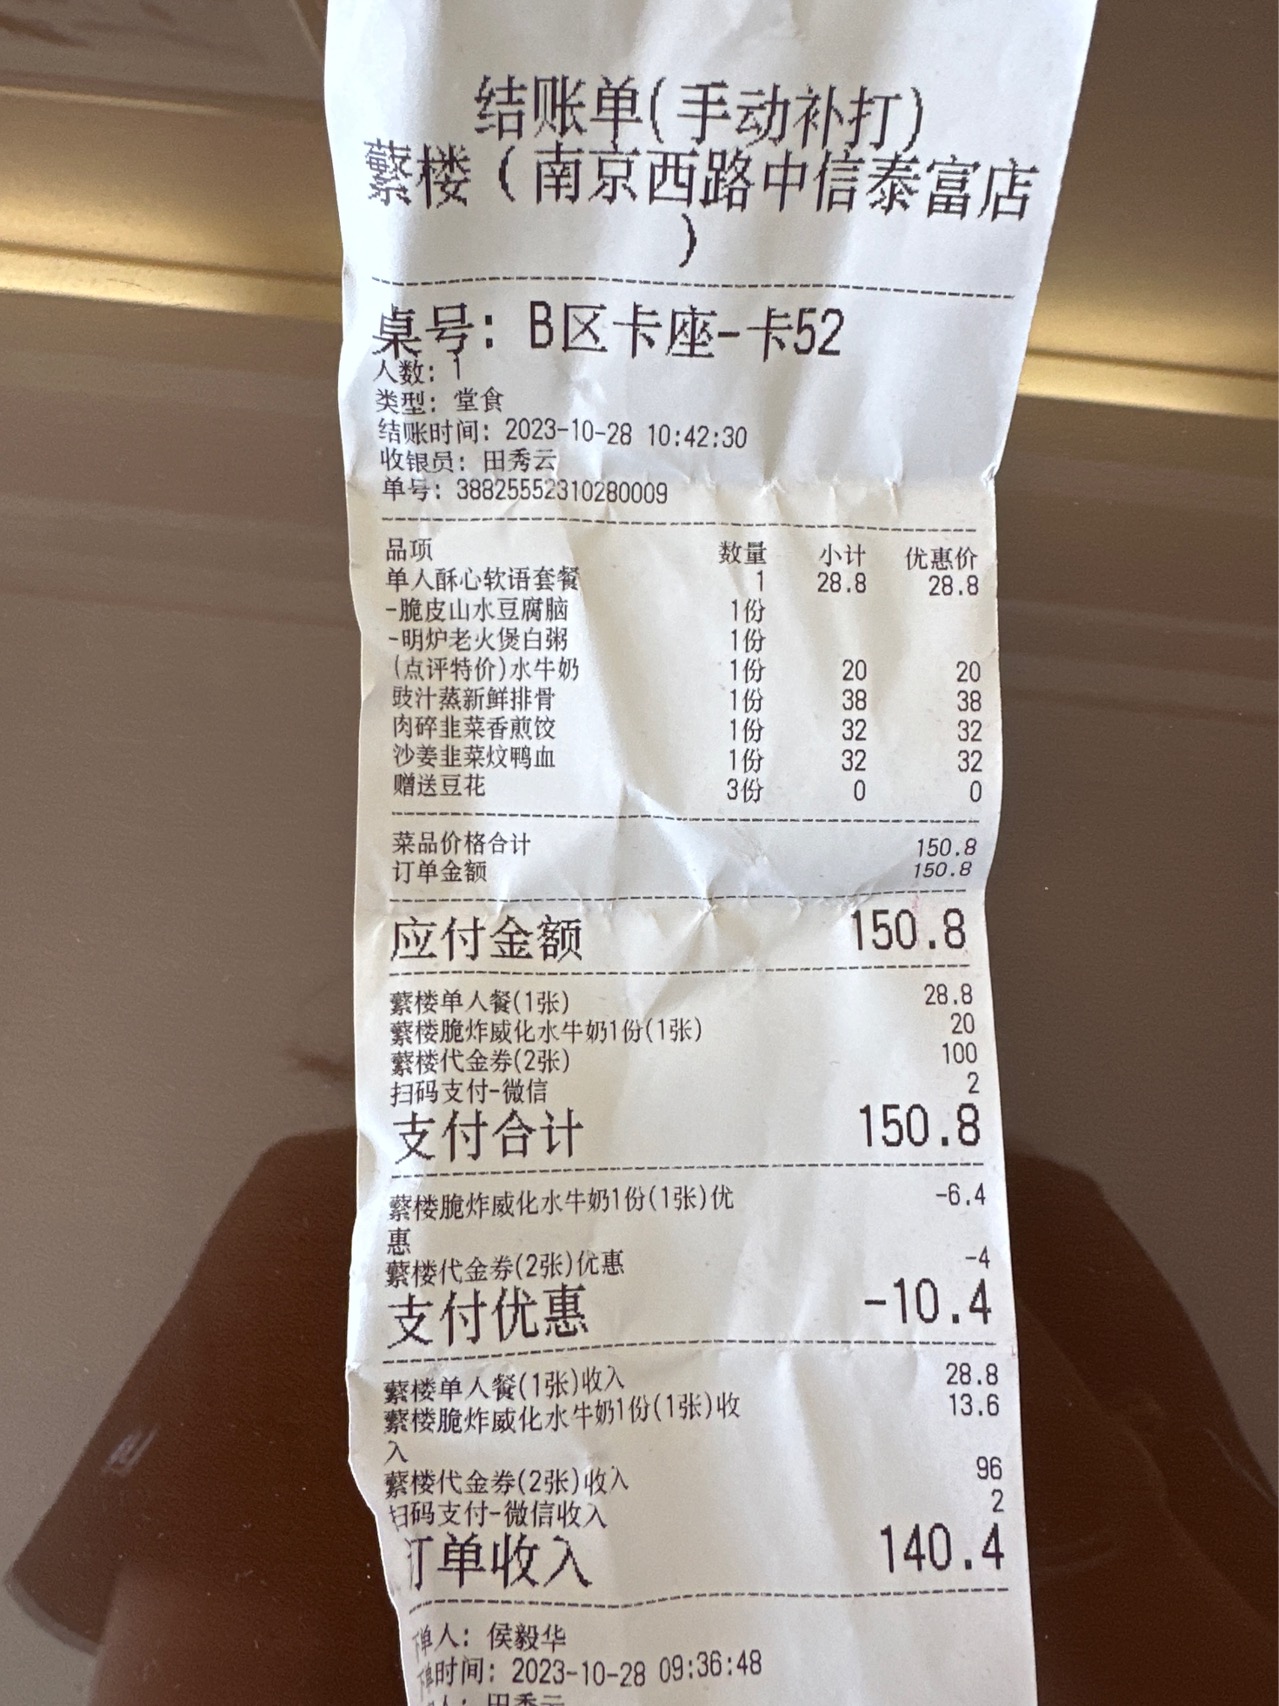 结账单(手动补打)
蘩楼（南京西路中信泰富店
）
桌号: B区卡座-卡52
人数: 1
类型: 堂食
结账时间: 2023-10-28 10:42:30
收银员: 田秀云
单号: 388255552310280009
品项 数量 小计 优惠价
单人酥心软语套餐 1 28.8 28.8
-脆皮山水豆腐脑 1份
-明炉老火煲白粥 1份
(点评特价)水牛奶 1份 20 20
豉汁蒸新鲜排骨 1份 38 38
肉碎韭菜香煎饺 1份 32 32
沙姜韭菜炆鸭血 1份 32 32
赠送豆花 3份 0 0
菜品价格合计 150.8
订单金额 150.8
应付金额 150.8
蘩楼单人餐(1张) 28.8
蘩楼脆炸威化水牛奶1份(1张) 20
蘩楼代金券(2张) 100
扫码支付-微信 2
支付合计 150.8
蘩楼脆炸威化水牛奶1份(1张)优 -6.4
惠
蘩楼代金券(2张)优惠 -4
支付优惠 -10.4
蘩楼单人餐(1张)收入 28.8
蘩楼脆炸威化水牛奶1份(1张)收 13.6
入
蘩楼代金券(2张)收入 96
扫码支付-微信收入 2
订单收入 140.4
下单人: 侯毅华
下单时间: 2023-10-28 09:36:48
人: 田秀云